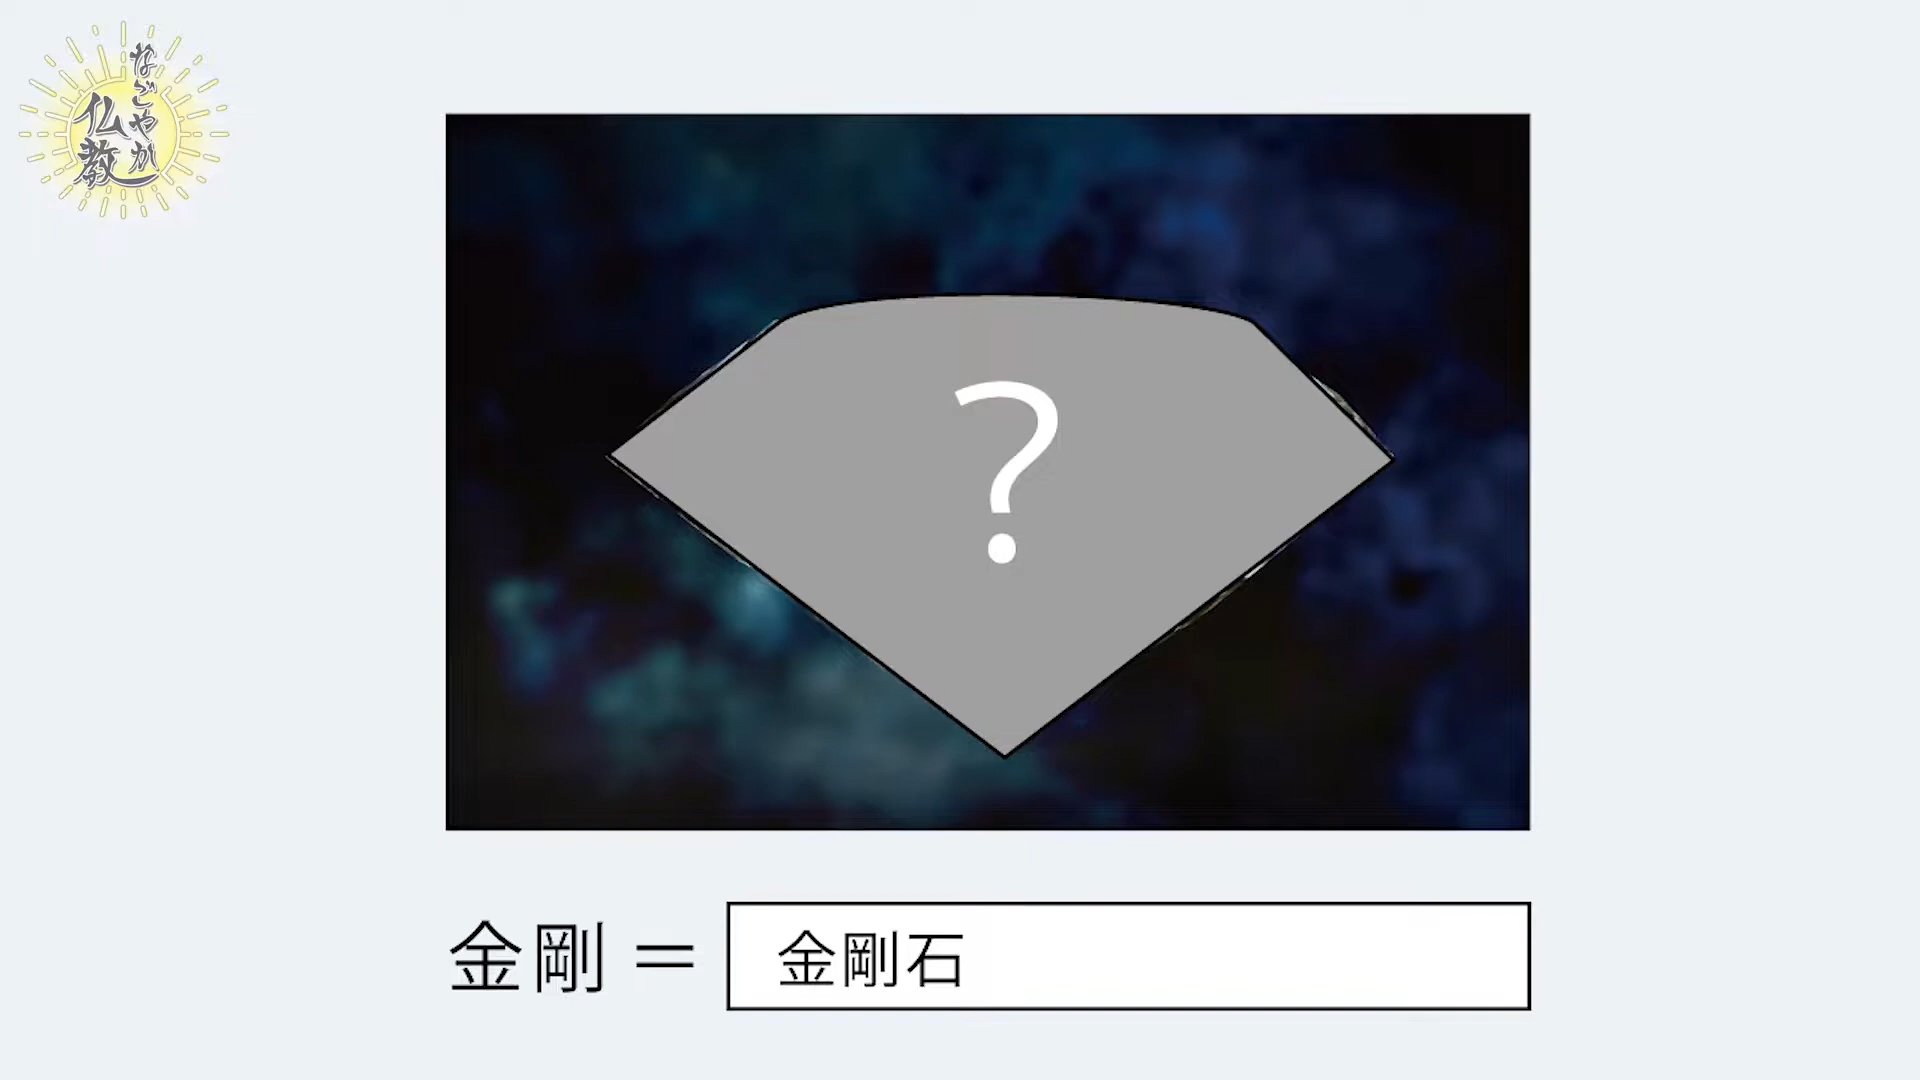 なごやか
仏教
?
金剛 = 金剛石